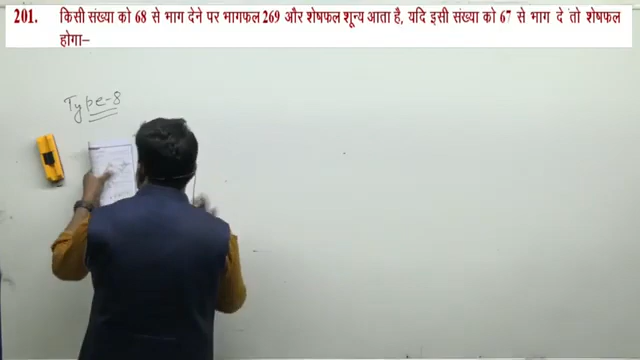 201. किसी संख्या को 68 से भाग देने पर भागफल 269 और शेषफल शून्य आता है, यदि इसी संख्या को 67 से भाग दे तो शेषफल
होगा–
Type-8